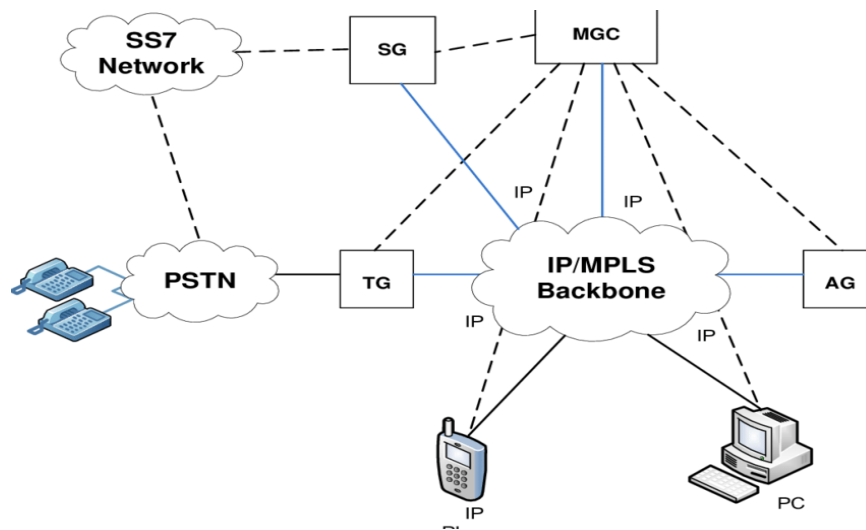 SS7
Network
SG
MGC
IP
IP
PSTN
TG
IP/MPLS
Backbone
AG
IP
IP
IP
PC